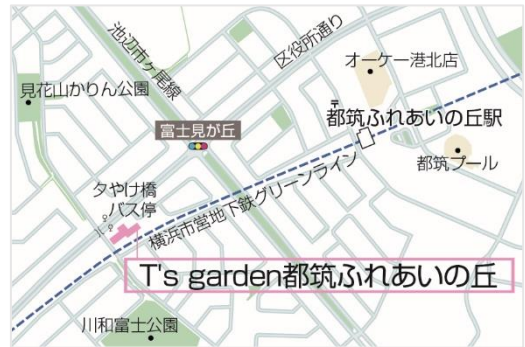 池辺市ヶ尾線
区役所通り
オーケー港北店
見花山かりん公園
〒
都筑ふれあいの丘駅
富士見が丘
都筑プール
夕やけ橋
バス停
横浜市営地下鉄グリーンライン
T's garden都筑ふれあいの丘
川和富士公園